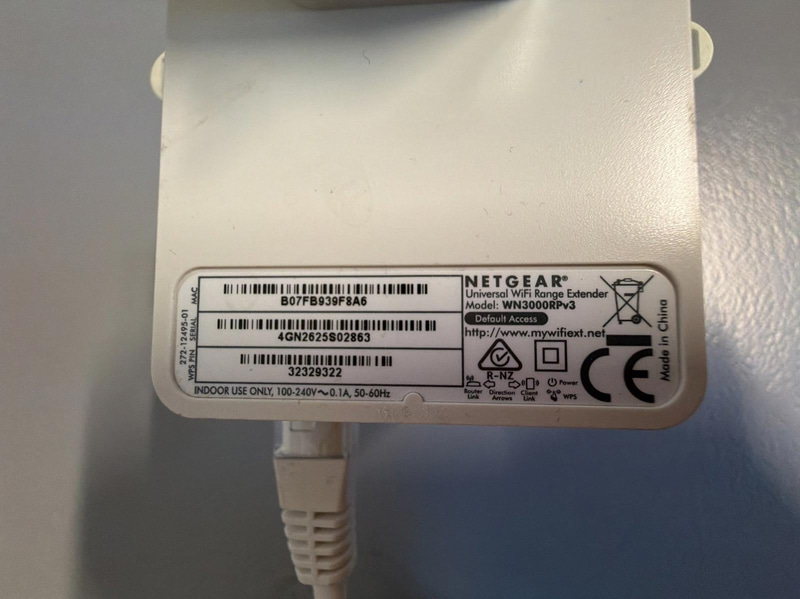 272-12495-01
MAC
B07FB939F8A6
SERIAL
4GN2625S02863
WPS PIN
32329322
INDOOR USE ONLY, 100-240V~0.1A, 50-60Hz
NETGEAR®
Universal WiFi Range Extender
Model: WN3000RPv3
Default Access
http://www.mywifiext.net
R-NZ
Router Link
Direction Arrows
Client Link
Power
WPS
CE
Made in China